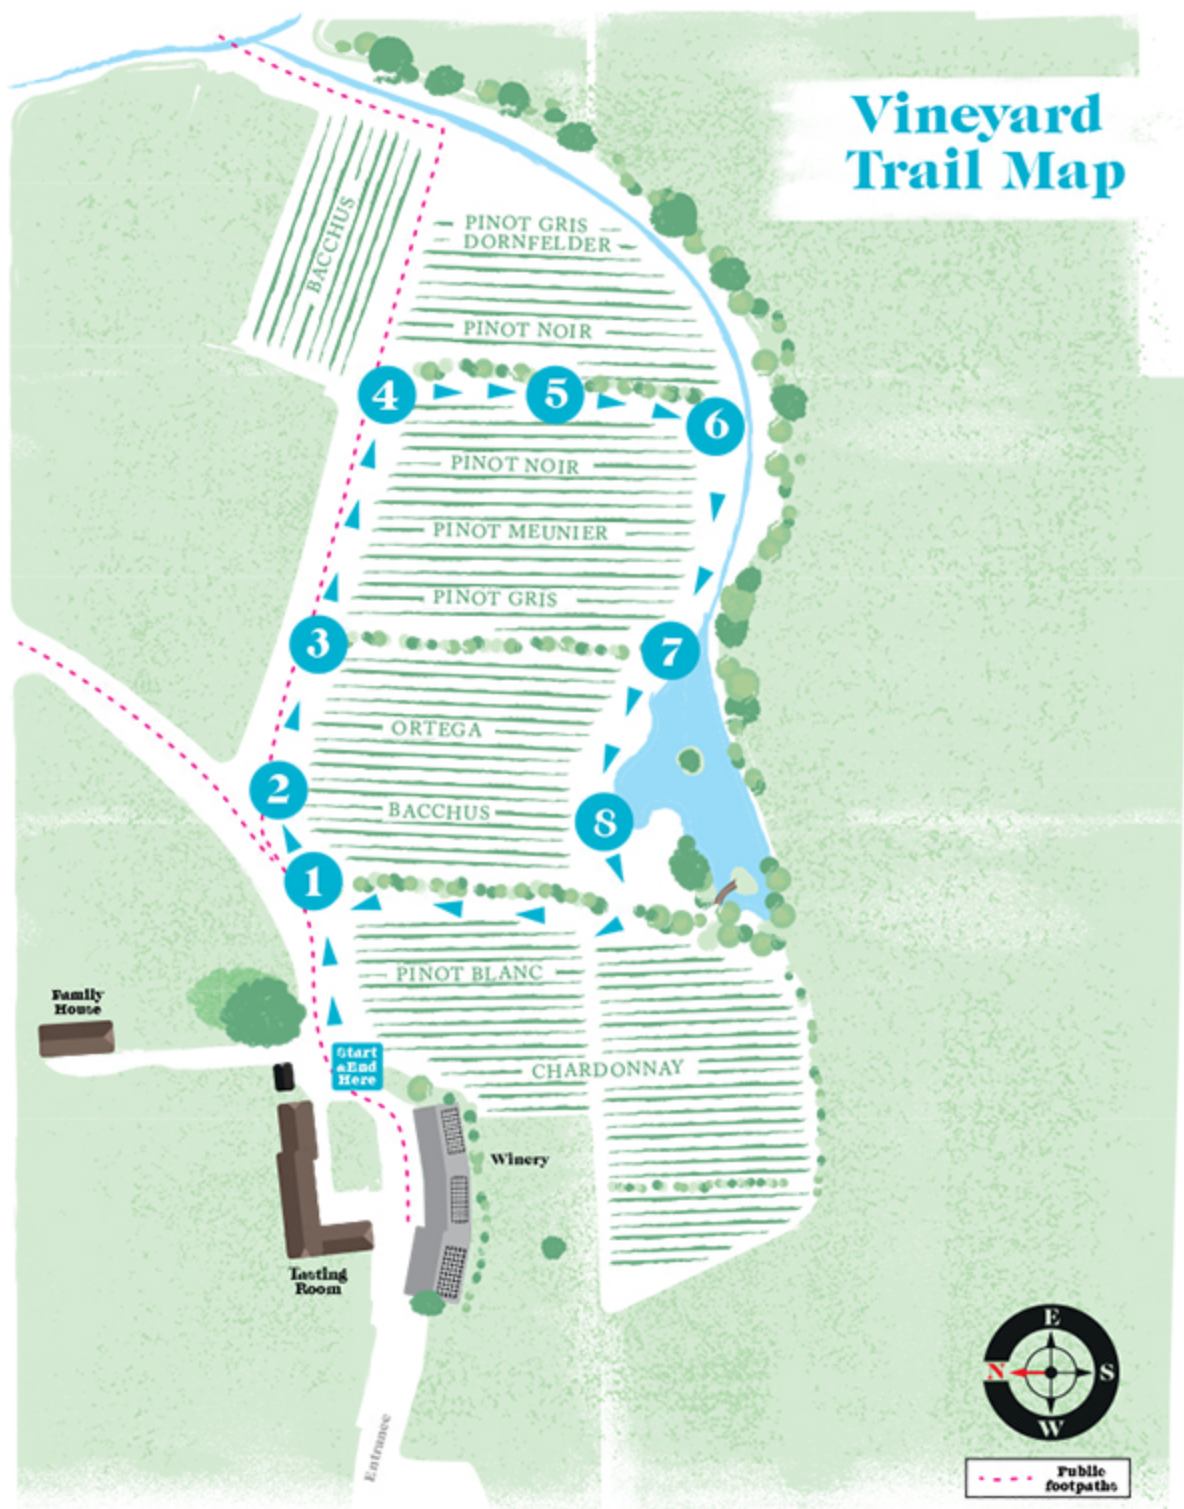 Vineyard
Trail Map
BACCHUS
PINOT GRIS
DORNFELDER
PINOT NOIR
4
5
6
PINOT NOIR
PINOT MEUNIER
PINOT GRIS
3
7
ORTEGA
2
BACCHUS
8
1
PINOT BLANC
Family
House
Start
&End
Here
CHARDONNAY
Winery
Tasting
Room
E
N
S
W
Entrance
Public
footpaths